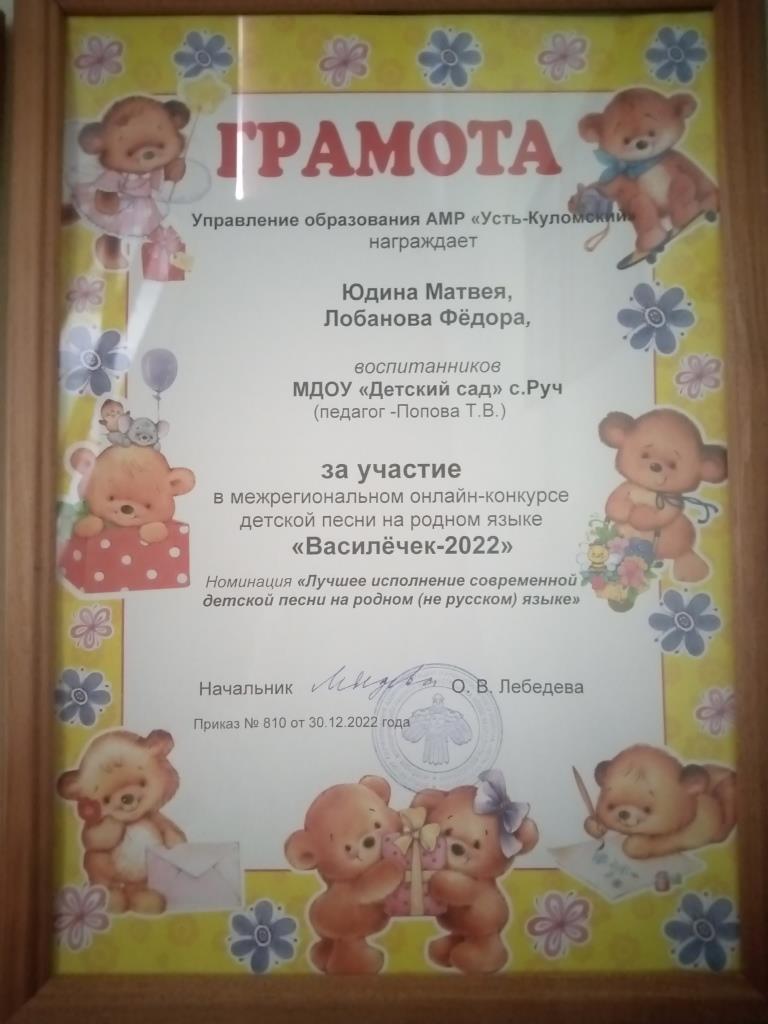 ГРАМОТА
Управление образования АМР «Усть-Куломский»
награждает
Юдина Матвея,
Лобанова Фёдора,
воспитанников
МДОУ «Детский сад» с.Руч
(педагог -Попова Т.В.)
за участие
в межрегиональном онлайн-конкурсе
детской песни на родном языке
«Василёчек-2022»
Номинация «Лучшее исполнение современной
детской песни на родном (не русском) языке»
Начальник О. В. Лебедева
Приказ № 810 от 30.12.2022 года